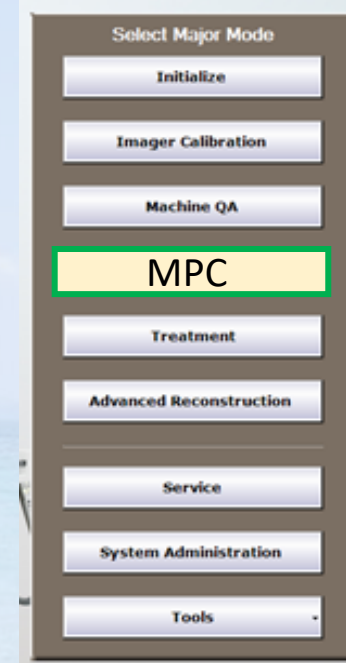 Select Major Mode
Initialize
Imager Calibration
Machine QA
MPC
Treatment
Advanced Reconstruction
Service
System Administration
Tools